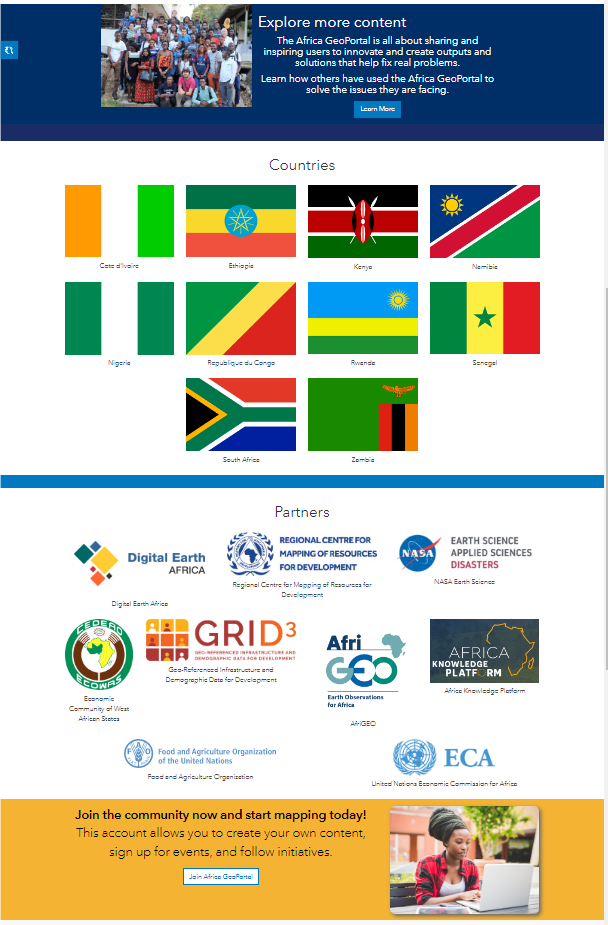 Explore more content
The Africa GeoPortal is all about sharing and
inspiring users to innovate and create outputs and
solutions that help fix real problems.
Learn how others have used the Africa GeoPortal to
solve the issues they are facing.
Learn More
Countries
Cote d'Ivoire
Ethiopia
Kenya
Namibia
Nigeria
Republique du Congo
Rwanda
Senegal
South Africa
Zambia
Partners
Digital Earth
AFRICA
Digital Earth Africa
REGIONAL CENTRE FOR
MAPPING OF RESOURCES
FOR DEVELOPMENT
Regional Centre for Mapping of Resources for
Development
NASA
EARTH SCIENCE
APPLIED SCIENCES
DISASTERS
NASA Earth Science
CEDEAO
ECOWAS
Economic
Community of West
African States
GRID3
GEO-REFERENCED INFRASTRUCTURE AND
DEMOGRAPHIC DATA FOR DEVELOPMENT
Geo-Referenced Infrastructure and
Demographic Data for Development
Afri
GEO
Earth Observations
for Africa
AfriGEO
AFRICA
KNOWLEDGE
PLATFORM
Africa Knowledge Platform
Food and Agriculture Organization
of the United Nations
Food and Agriculture Organization
ECA
United Nations Economic Commission for Africa
Join the community now and start mapping today!
This account allows you to create your own content,
sign up for events, and follow initiatives.
Join Africa GeoPortal